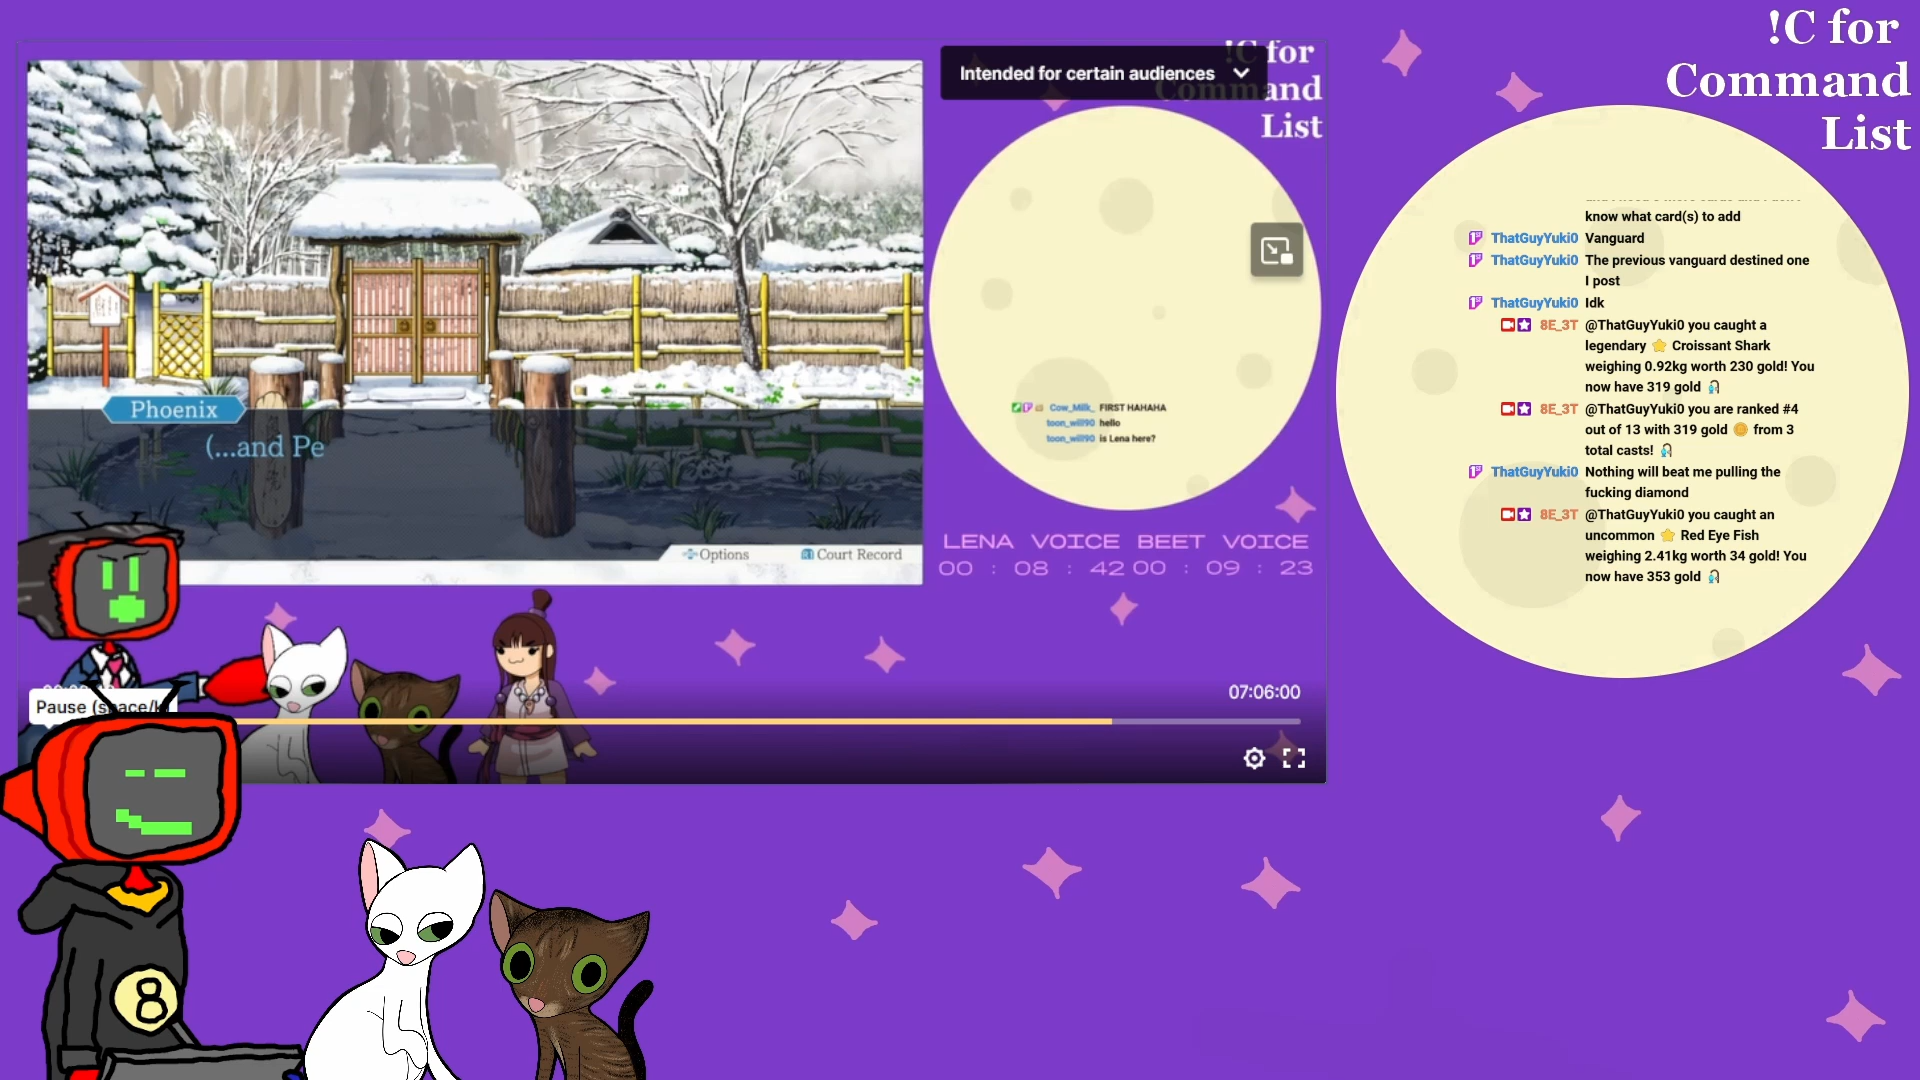 !C for
Command
List
!C for
Command
List
Intended for certain audiences
Phoenix
(...and Pe
Options
Court Record
Cow_Milk_ FIRST HAHAHA
toon_will90 hello
toon_will90 is Lena here?
LENA VOICE BEET VOICE
00 : 08 : 42 00 : 09 : 23
07:06:00
Pause (space/k)
8
know what card(s) to add
ThatGuyYuki0 Vanguard
ThatGuyYuki0 The previous vanguard destined one
I post
ThatGuyYuki0 Idk
8E_3T @ThatGuyYuki0 you caught a
legendary ⭐ Croissant Shark
weighing 0.92kg worth 230 gold! You
now have 319 gold 🎣
8E_3T @ThatGuyYuki0 you are ranked #4
out of 13 with 319 gold 🪙 from 3
total casts! 🎣
ThatGuyYuki0 Nothing will beat me pulling the
fucking diamond
8E_3T @ThatGuyYuki0 you caught an
uncommon ⭐ Red Eye Fish
weighing 2.41kg worth 34 gold! You
now have 353 gold 🎣